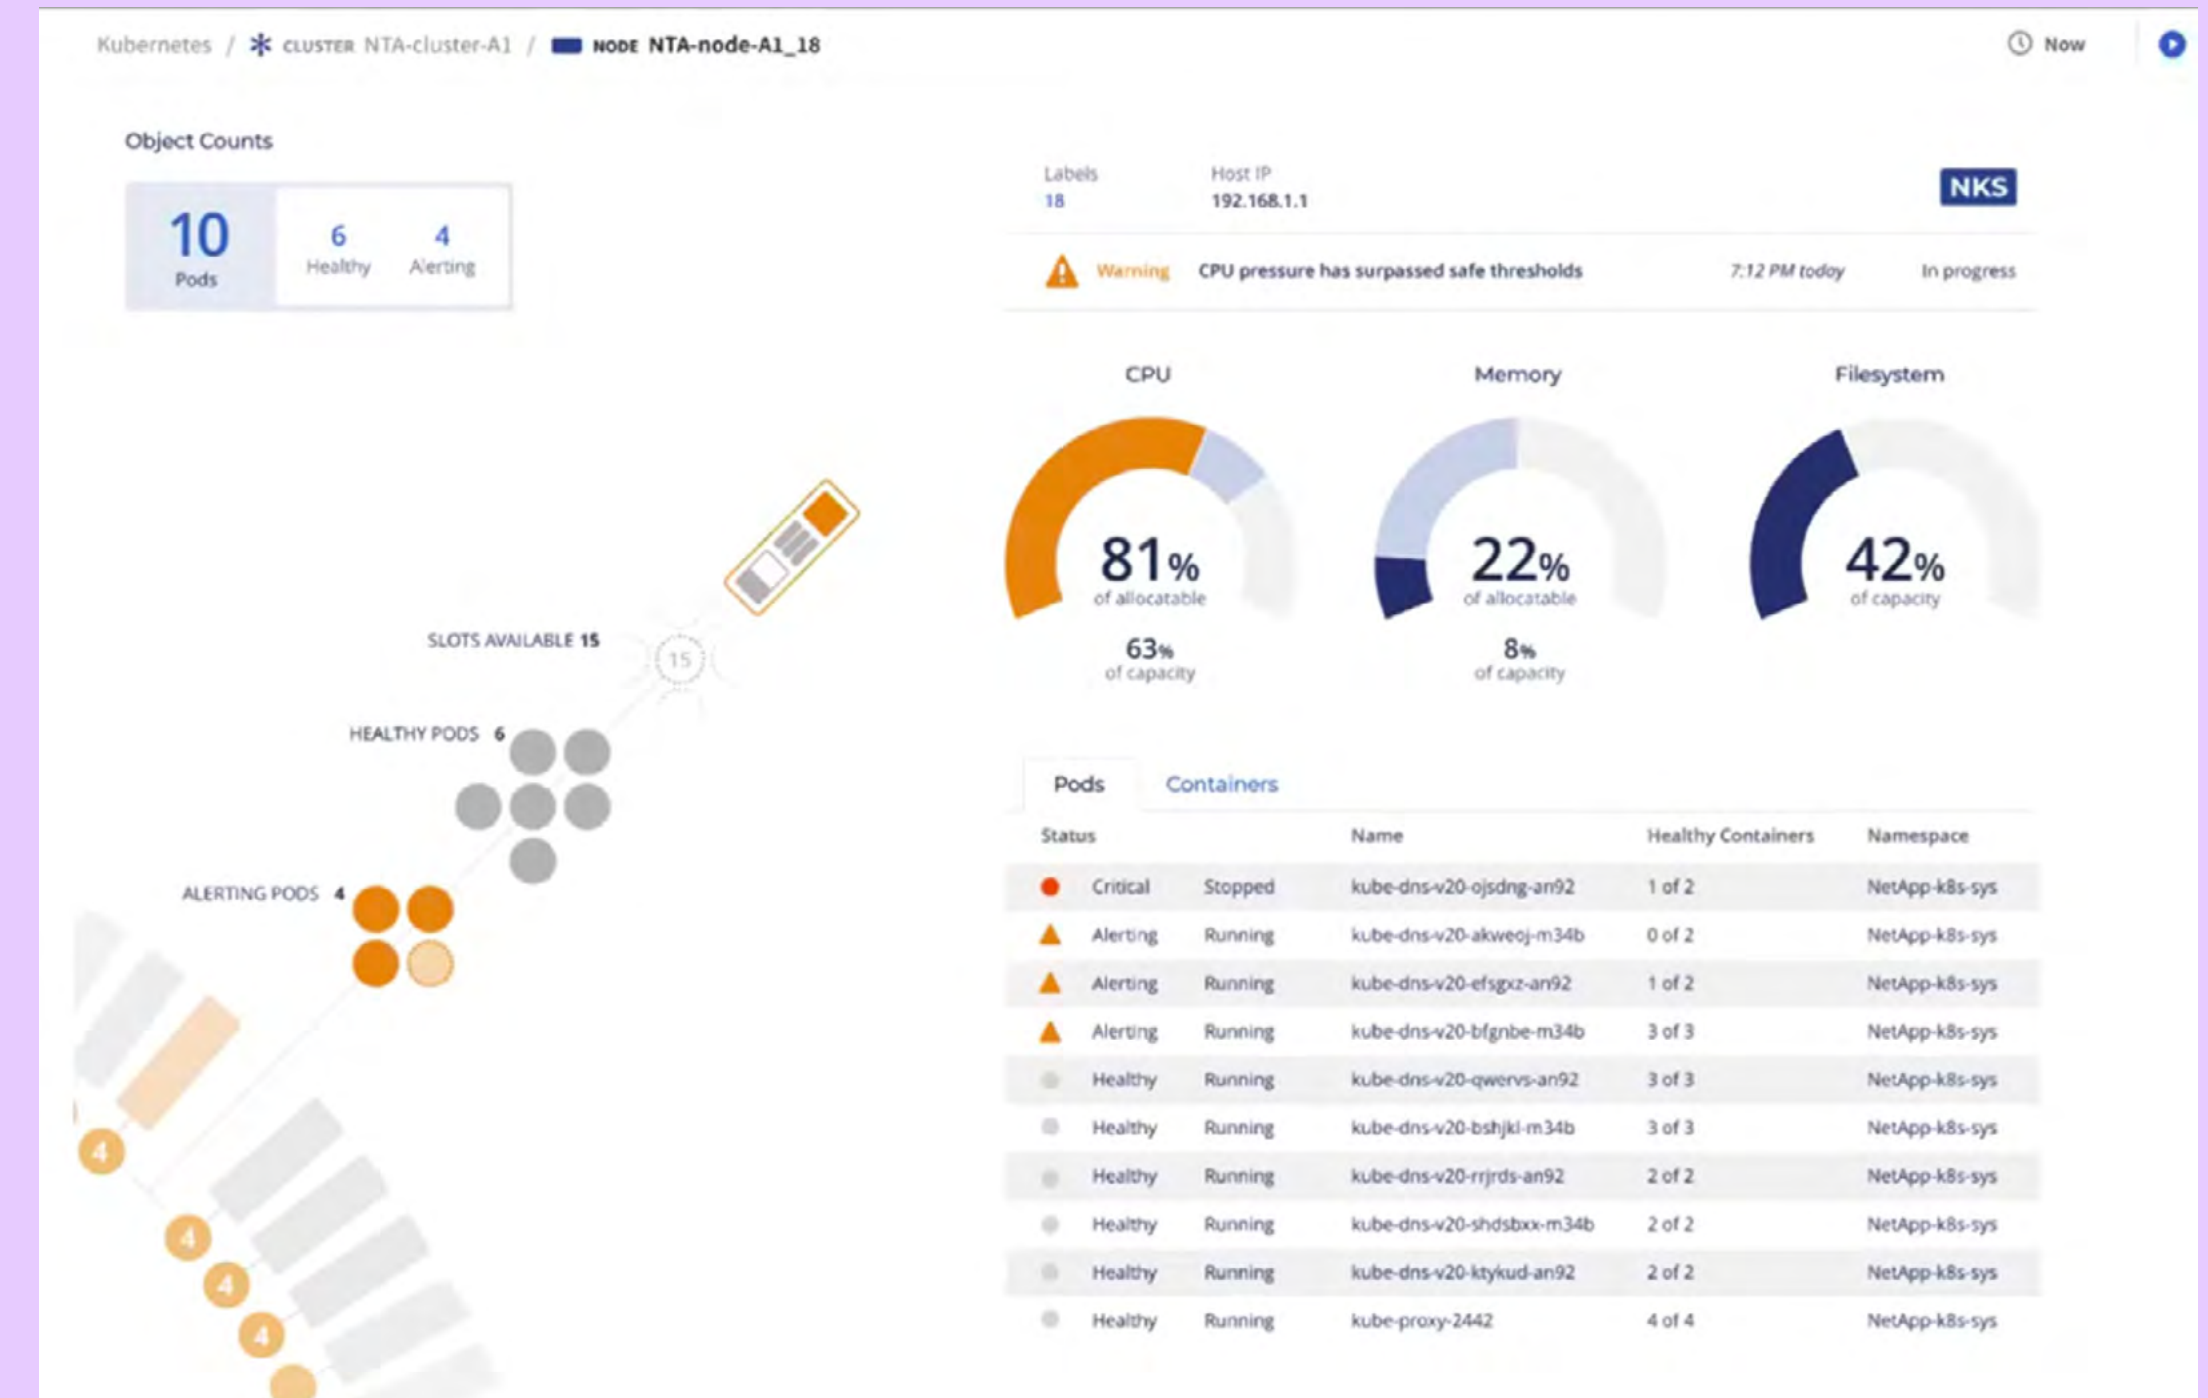 Kubernetes / CLUSTER NTA-cluster-A1 / NODE NTA-node-A1_18
Now
Object Counts
10
Pods
6
Healthy
4
Alerting
Labels
18
Host IP
192.168.1.1
NKS
Warning CPU pressure has surpassed safe thresholds 7:12 PM today In progress
CPU
81%
of allocatable
63%
of capacity
Memory
22%
of allocatable
8%
of capacity
Filesystem
42%
of capacity
SLOTS AVAILABLE 15
15
HEALTHY PODS 6
ALERTING PODS 4
4
4
4
4
Pods Containers
Status Name Healthy Containers Namespace
Critical Stopped kube-dns-v20-ojsdng-an92 1 of 2 NetApp-k8s-sys
Alerting Running kube-dns-v20-akweoj-m34b 0 of 2 NetApp-k8s-sys
Alerting Running kube-dns-v20-efsgxz-an92 1 of 2 NetApp-k8s-sys
Alerting Running kube-dns-v20-bfgnbe-m34b 3 of 3 NetApp-k8s-sys
Healthy Running kube-dns-v20-qwervs-an92 3 of 3 NetApp-k8s-sys
Healthy Running kube-dns-v20-bshjkl-m34b 3 of 3 NetApp-k8s-sys
Healthy Running kube-dns-v20-rrjrds-an92 2 of 2 NetApp-k8s-sys
Healthy Running kube-dns-v20-shdsbxx-m34b 2 of 2 NetApp-k8s-sys
Healthy Running kube-dns-v20-ktykud-an92 2 of 2 NetApp-k8s-sys
Healthy Running kube-proxy-2442 4 of 4 NetApp-k8s-sys